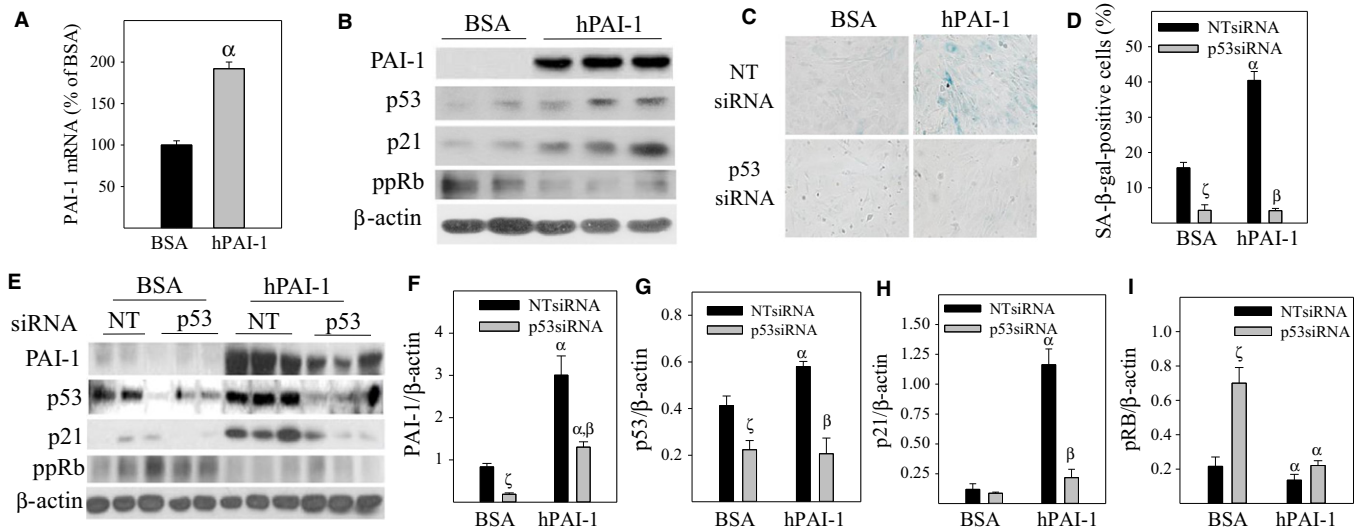 A
PAI-1 mRNA (% of BSA)
200
150
100
50
α
BSA
hPAI-1
B
BSA
hPAI-1
PAI-1
p53
p21
ppRb
β-actin
C
BSA
hPAI-1
NT
siRNA
p53
siRNA
D
SA-β-gal-positive cells (%)
50
40
30
20
10
NTsiRNA
p53siRNA
α
ζ
β
BSA
hPAI-1
E
BSA
hPAI-1
siRNA
NT
p53
NT
p53
PAI-1
p53
p21
ppRb
β-actin
F
PAI-1/β-actin
4
3
2
1
NTsiRNA
p53siRNA
α
α,β
ζ
BSA
hPAI-1
G
p53/β-actin
0.8
0.6
0.4
0.2
NTsiRNA
p53siRNA
α
ζ
β
BSA
hPAI-1
H
p21/β-actin
1.50
1.25
1.00
0.75
0.50
0.25
NTsiRNA
p53siRNA
α
β
BSA
hPAI-1
I
pRB/β-actin
1.0
0.8
0.6
0.4
0.2
NTsiRNA
p53siRNA
ζ
α
α
BSA
hPAI-1